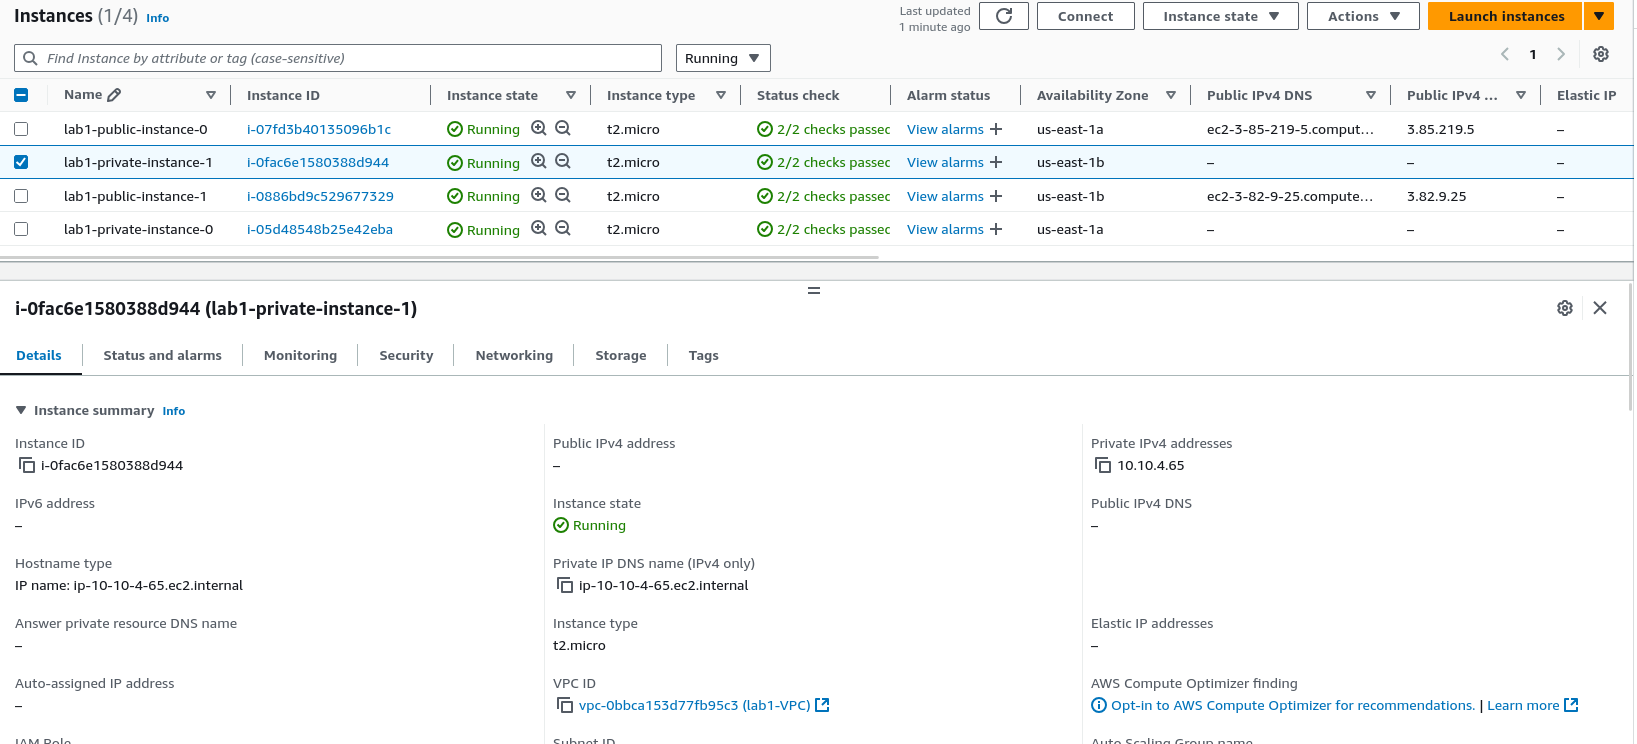 Instances (1/4) Info
Last updated
1 minute ago
Connect
Instance state
Actions
Launch instances
Find Instance by attribute or tag (case-sensitive)
Running
1
Name Instance ID Instance state Instance type Status check Alarm status Availability Zone Public IPv4 DNS Public IPv4 ... Elastic IP
lab1-public-instance-0 i-07fd3b40135096b1c Running t2.micro 2/2 checks passec View alarms + us-east-1a ec2-3-85-219-5.comput... 3.85.219.5 –
lab1-private-instance-1 i-0fac6e1580388d944 Running t2.micro 2/2 checks passec View alarms + us-east-1b – – –
lab1-public-instance-1 i-0886bd9c529677329 Running t2.micro 2/2 checks passec View alarms + us-east-1b ec2-3-82-9-25.compute... 3.82.9.25 –
lab1-private-instance-0 i-05d48548b25e42eba Running t2.micro 2/2 checks passec View alarms + us-east-1a – – –
i-0fac6e1580388d944 (lab1-private-instance-1)
Details Status and alarms Monitoring Security Networking Storage Tags
Instance summary Info
Instance ID
i-0fac6e1580388d944
Public IPv4 address
–
Private IPv4 addresses
10.10.4.65
IPv6 address
–
Instance state
Running
Public IPv4 DNS
–
Hostname type
IP name: ip-10-10-4-65.ec2.internal
Private IP DNS name (IPv4 only)
ip-10-10-4-65.ec2.internal
Answer private resource DNS name
–
Instance type
t2.micro
Elastic IP addresses
–
Auto-assigned IP address
–
VPC ID
vpc-0bbca153d77fb95c3 (lab1-VPC)
AWS Compute Optimizer finding
Opt-in to AWS Compute Optimizer for recommendations. | Learn more
IAM Role
Subnet ID
Auto Scaling Group name